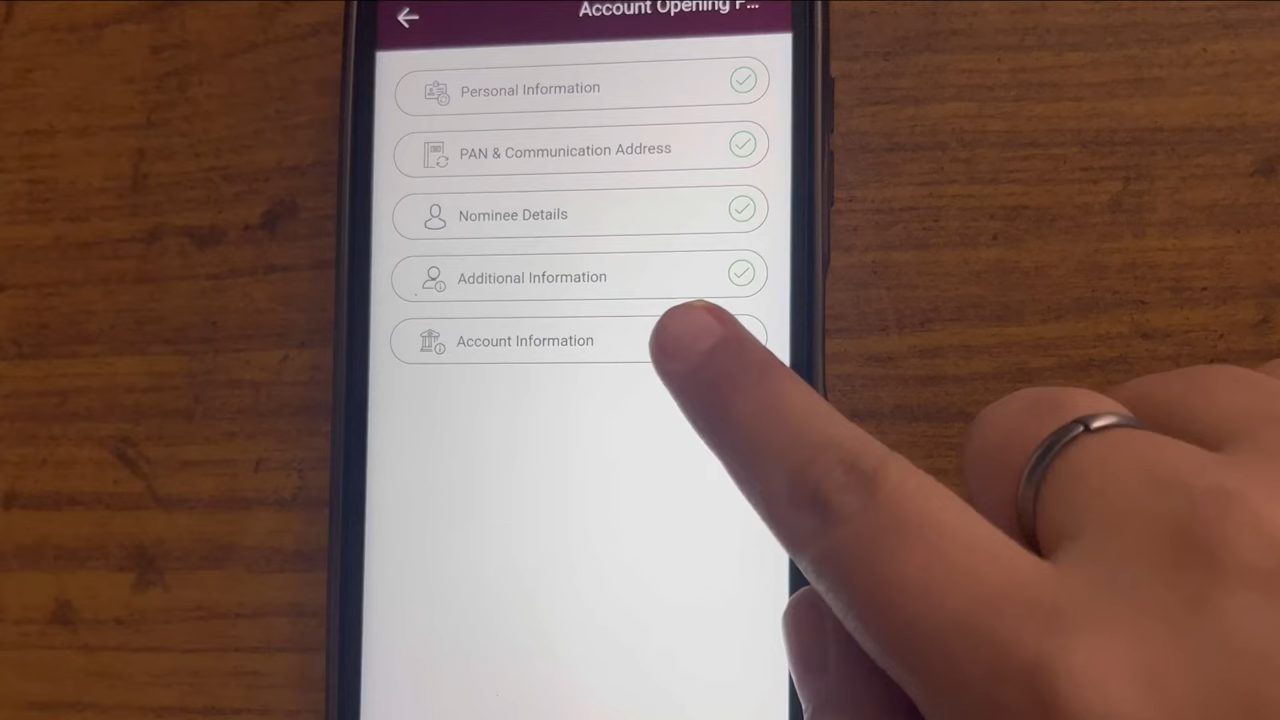 Account Opening F...
Personal Information
PAN & Communication Address
Nominee Details
Additional Information
Account Information